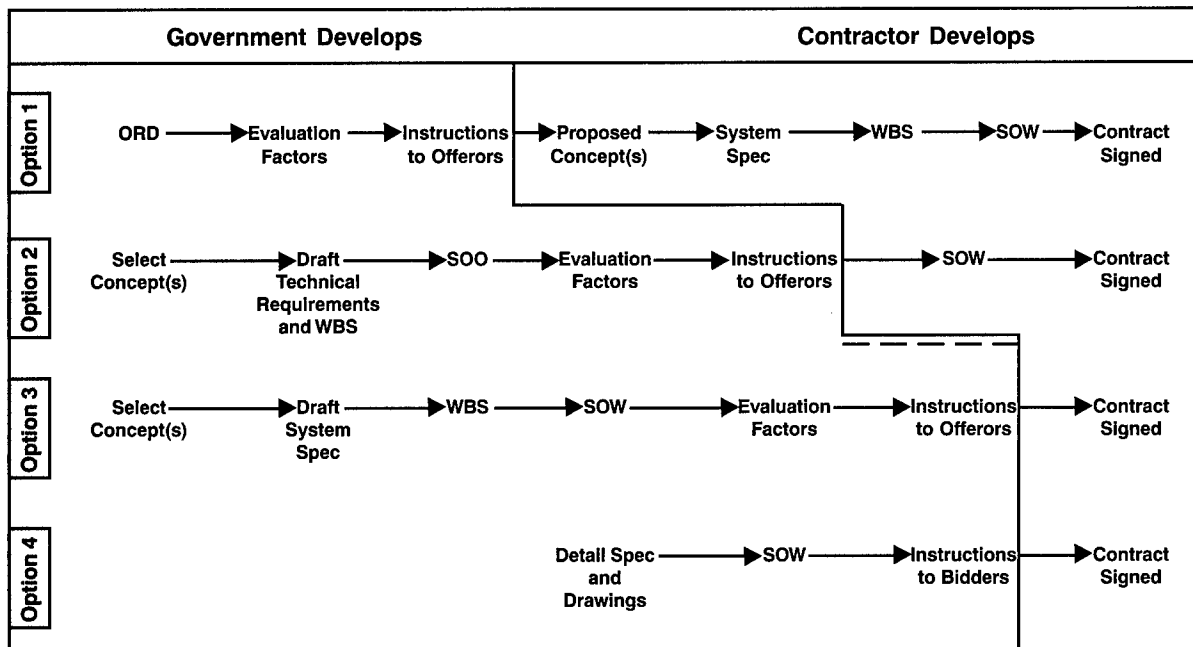 Government Develops
Contractor Develops
Option 1
ORD
Evaluation
Factors
Instructions
to Offerors
Proposed
Concept(s)
System
Spec
WBS
SOW
Contract
Signed
Option 2
Select
Concept(s)
Draft
Technical
Requirements
and WBS
SOO
Evaluation
Factors
Instructions
to Offerors
SOW
Contract
Signed
Option 3
Select
Concept(s)
Draft
System
Spec
WBS
SOW
Evaluation
Factors
Instructions
to Offerors
Contract
Signed
Option 4
Detail Spec
and
Drawings
SOW
Instructions
to Bidders
Contract
Signed